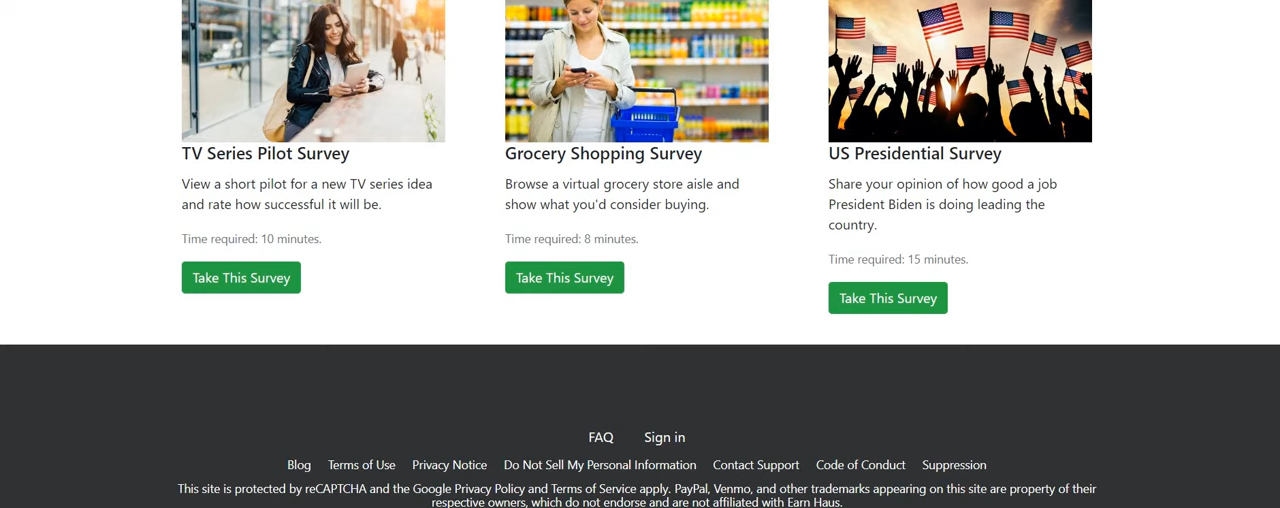 TV Series Pilot Survey
View a short pilot for a new TV series idea
and rate how successful it will be.
Time required: 10 minutes.
Take This Survey
Grocery Shopping Survey
Browse a virtual grocery store aisle and
show what you'd consider buying.
Time required: 8 minutes.
Take This Survey
US Presidential Survey
Share your opinion of how good a job
President Biden is doing leading the
country.
Time required: 15 minutes.
Take This Survey
FAQ Sign in
Blog Terms of Use Privacy Notice Do Not Sell My Personal Information Contact Support Code of Conduct Suppression
This site is protected by reCAPTCHA and the Google Privacy Policy and Terms of Service apply. PayPal, Venmo, and other trademarks appearing on this site are property of their
respective owners, which do not endorse and are not affiliated with Earn Haus.